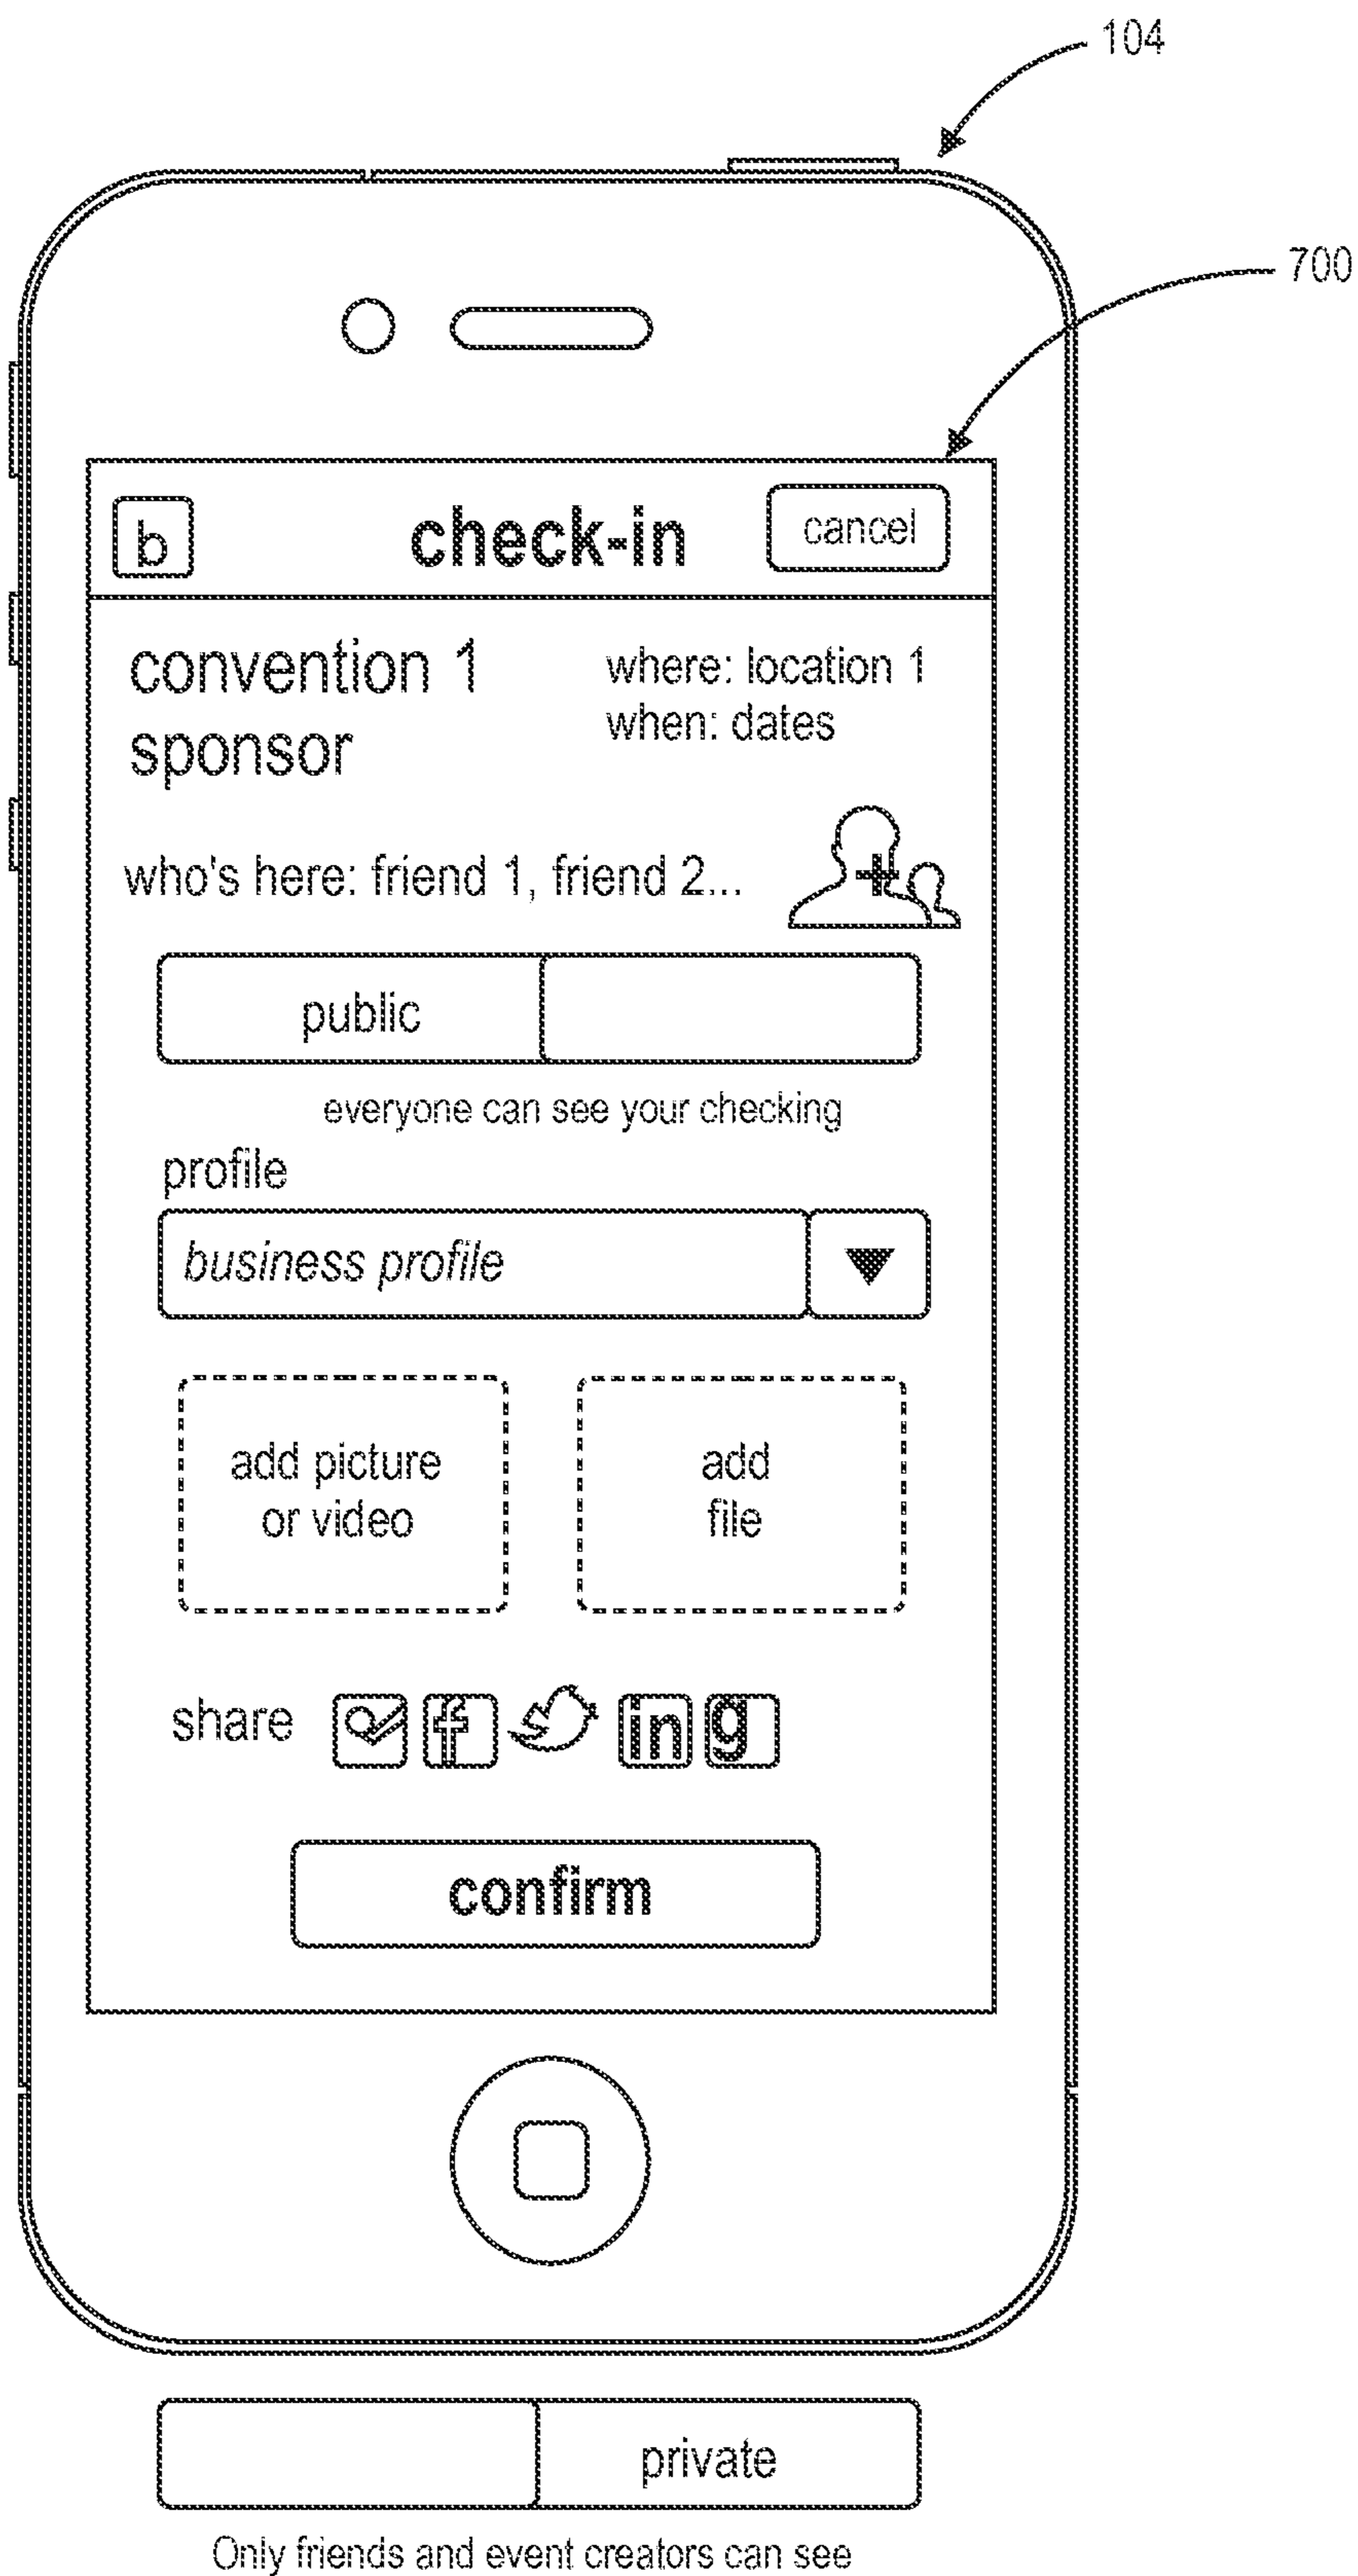 104
700
b check-in cancel
convention 1
sponsor
where: location 1
when: dates
who's here: friend 1, friend 2...
public
everyone can see your checking
profile
business profile
add picture
or video
add
file
share f in g
confirm
private
Only friends and event creators can see